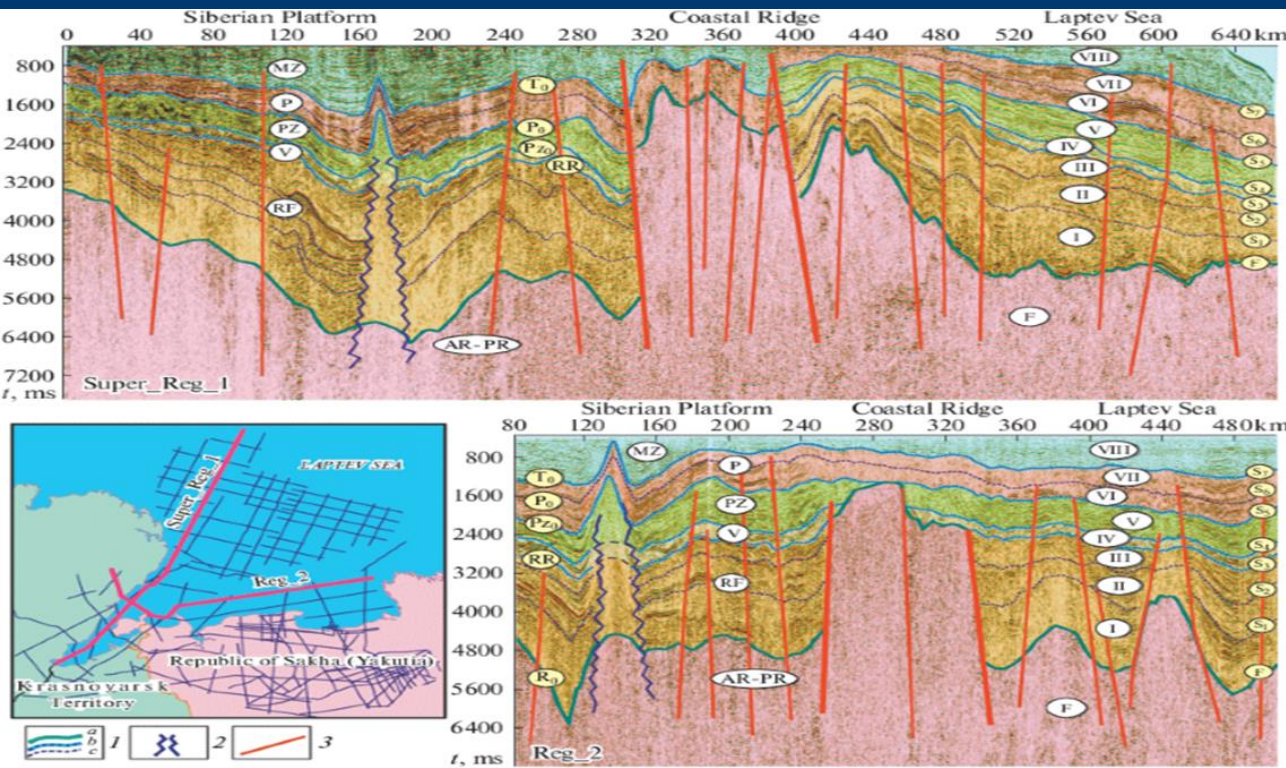 Siberian Platform Coastal Ridge Laptev Sea
0 40 80 120 160 200 240 280 320 360 400 440 480 520 560 600 640 km
800
1600
2400
3200
4000
4800
5600
6400
7200
t, ms
MZ
P
PZ
V
RF
T₀
P₀
PZ₀
RR
AR-PR
VIII
VII
VI
V
IV
III
II
I
F
S₇
S₆
S₅
S₄
S₃
S₂
S₁
F
Super_Reg_1
LAPTEV SEA
Super_Reg_1
Reg_2
Republic of Sakha (Yakutia)
Krasnoyarsk
Territory
a
b
c
1 2 3
Siberian Platform Coastal Ridge Laptev Sea
80 120 160 200 240 280 320 360 400 440 480 km
800
1600
2400
3200
4000
4800
5600
6400
t, ms
T₀
P₀
PZ₀
RR
R₀
MZ
P
PZ
V
RF
AR-PR
VIII
VII
VI
V
IV
III
II
I
F
S₇
S₆
S₅
S₄
S₃
S₂
S₁
F
Reg_2